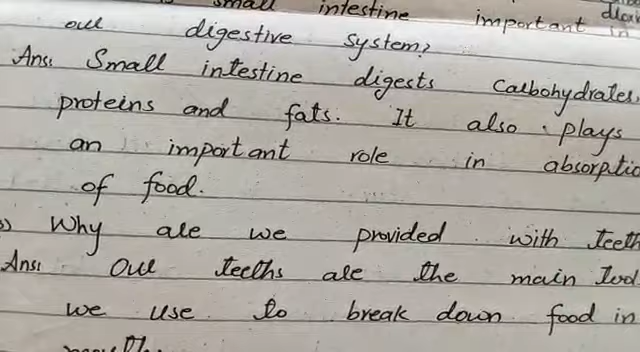 small intestine important in
our digestive system?
Ans: Small intestine digests carbohydrates,
proteins and fats. It also plays
an important role in absorptio
of food.
Why are we provided with teeth
Ans: Our teeths are the main tool
we use to break down food in